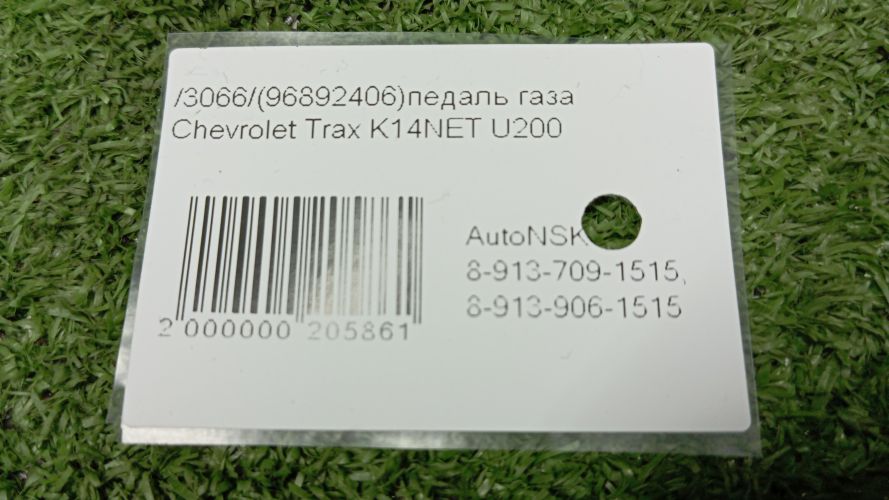 /3066/(96892406)педаль газа
Chevrolet Trax K14NET U200
AutoNSK
8-913-709-1515,
8-913-906-1515
2 000000 205861